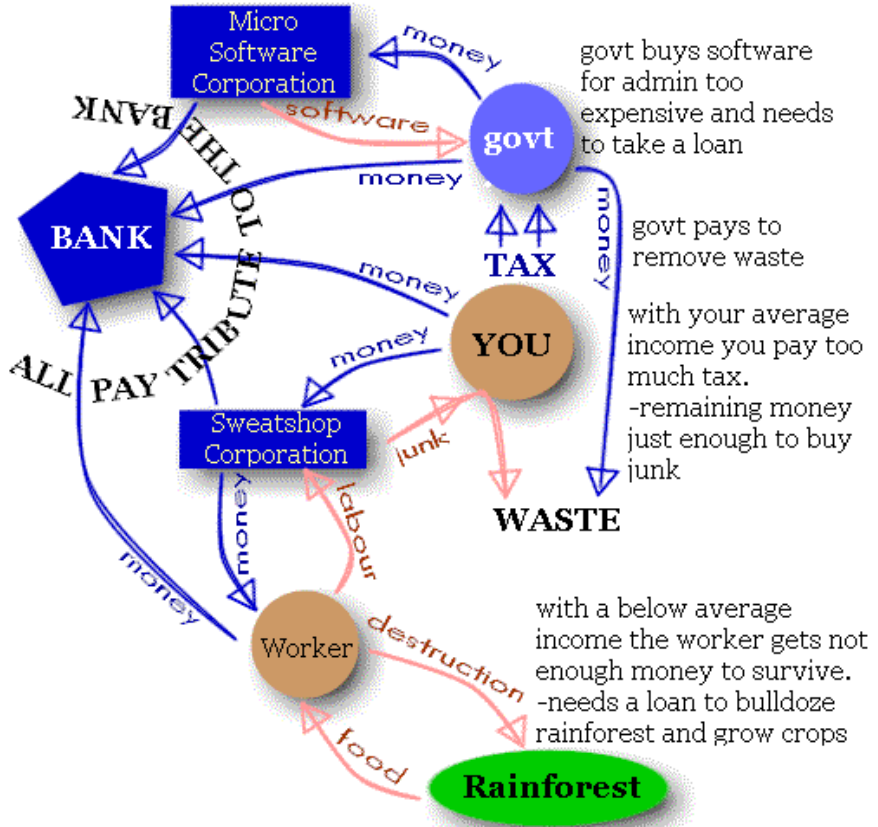 Micro
Software
Corporation
money
govt buys software
for admin too
expensive and needs
to take a loan
software
govt
ALL PAY TRIBUTE TO THE BANK
money
money
BANK
TAX
govt pays to
remove waste
money
YOU
money
with your average
income you pay too
much tax.
-remaining money
just enough to buy
junk
Sweatshop
Corporation
junk
money
labour
WASTE
money
Worker
destruction
with a below average
income the worker gets not
enough money to survive.
-needs a loan to bulldoze
rainforest and grow crops
food
Rainforest